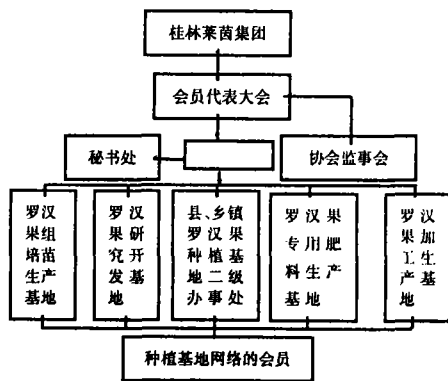 桂林莱茵集团
会员代表大会
秘书处
协会监事会
罗汉
果组
培苗
生产
基地
罗汉
果研
究开
发基
地
县、乡镇
罗汉果
种植基
地二级
办事处
罗汉果
专用肥
料生产
基地
罗汉
果加
工生
产基
地
种植基地网络的会员